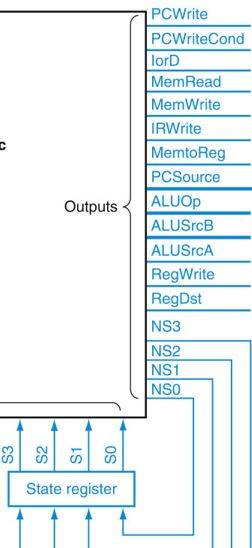 PCWrite
PCWriteCond
IorD
MemRead
MemWrite
IRWrite
c
MemtoReg
PCSource
Outputs
ALUOp
ALUSrcB
ALUSrcA
RegWrite
RegDst
NS3
NS2
NS1
NS0
S3 S2 S1 S0
State register